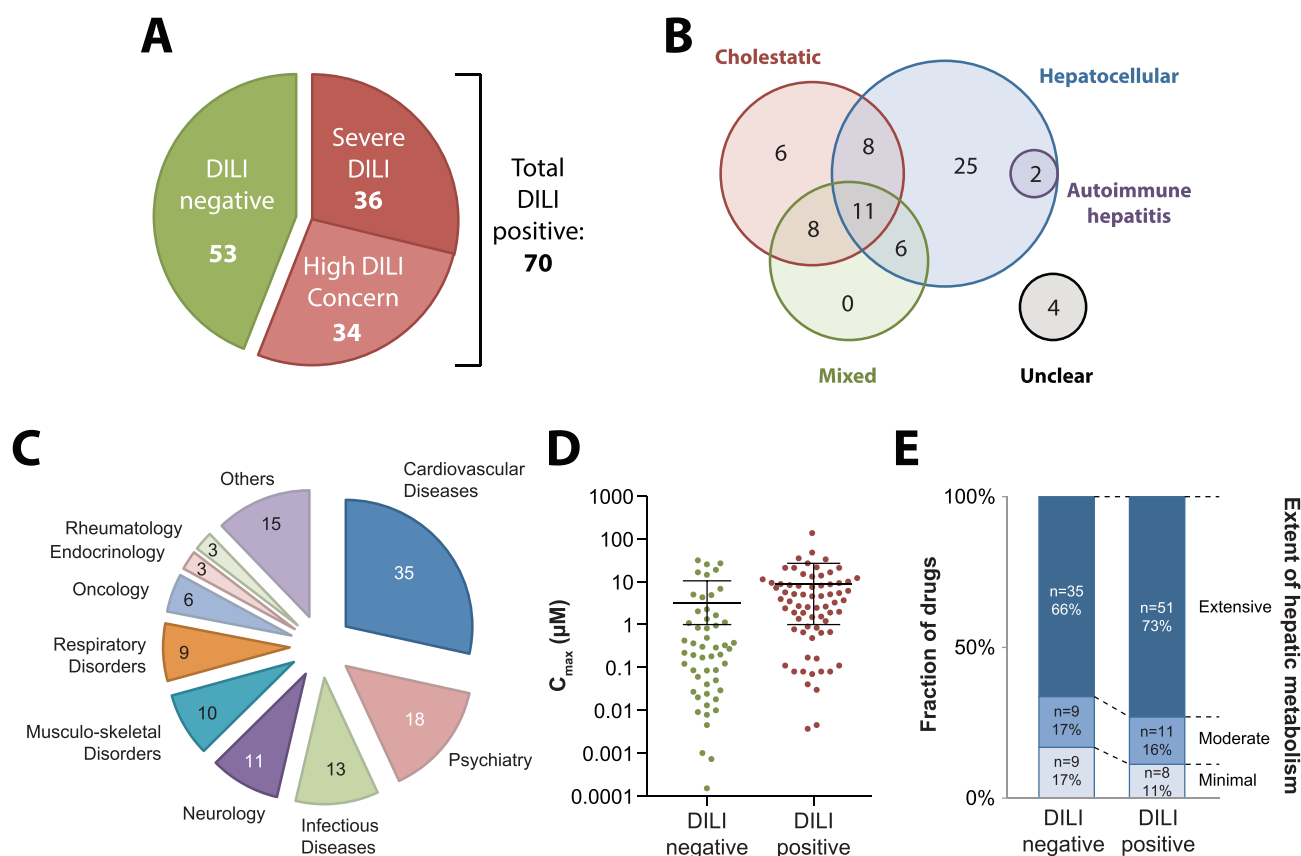 A
DILI
negative
53
Severe
DILI
36
High DILI
Concern
34
Total
DILI
positive:
70
B
Cholestatic
Hepatocellular
6
8
25
2
Autoimmune
hepatitis
8
11
6
0
4
Mixed
Unclear
C
Cardiovascular
Diseases
35
Psychiatry
18
Infectious
Diseases
13
Neurology
11
Musculo-skeletal
Disorders
10
Respiratory
Disorders
9
Oncology
6
Endocrinology
3
Rheumatology
3
Others
15
D
Cmax (µM)
1000
100
10
1
0.1
0.01
0.001
0.0001
DILI
negative
DILI
positive
E
Fraction of drugs
100%
50%
0%
n=35
66%
n=9
17%
n=9
17%
n=51
73%
n=11
16%
n=8
11%
Extensive
Moderate
Minimal
Extent of hepatic metabolism
DILI
negative
DILI
positive